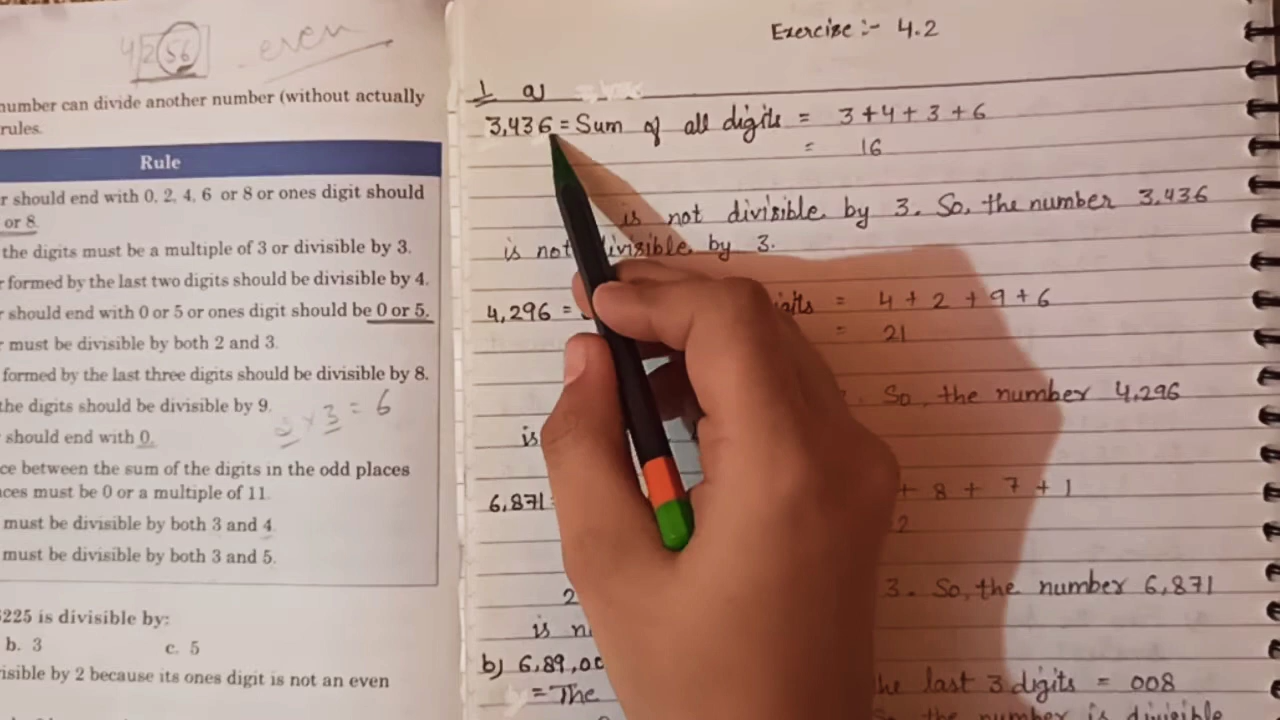 4256 even
number can divide another number (without actually
rules.
Rule
r should end with 0, 2, 4, 6 or 8 or ones digit should
or 8.
the digits must be a multiple of 3 or divisible by 3.
r formed by the last two digits should be divisible by 4.
r should end with 0 or 5 or ones digit should be 0 or 5.
r must be divisible by both 2 and 3.
formed by the last three digits should be divisible by 8.
the digits should be divisible by 9.
2 × 3 = 6
should end with 0.
ce between the sum of the digits in the odd places
ces must be 0 or a multiple of 11.
must be divisible by both 3 and 4.
must be divisible by both 3 and 5.
225 is divisible by:
b. 3 c. 5
isible by 2 because its ones digit is not an even
Exercise :- 4.2
1 a)
3,436 = Sum of all digits = 3+4+3+6
= 16
is not divisible by 3. So, the number 3,436
is not divisible by 3.
4,296 = digits = 4+2+9+6
= 21
. So, the number 4,296
is
6,871 = + 8 + 7 + 1
2
2 3. So, the number 6,871
is n
b) 6,89,00
= The he last 3 digits = 008
So the number is divisible